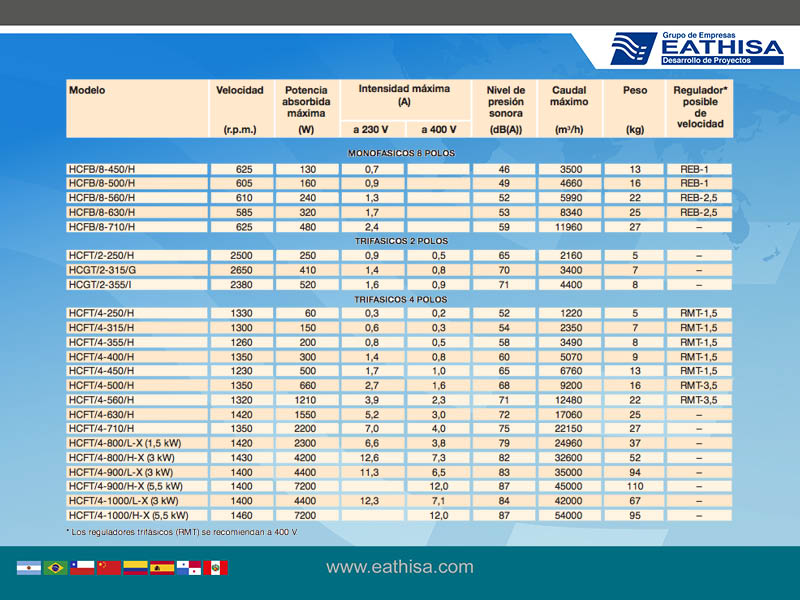 Grupo de Empresas
EATHISA
Desarrollo de Proyectos
Modelo Velocidad (r.p.m.) Potencia absorbida máxima (W) Intensidad máxima (A) a 230 V a 400 V Nivel de presión sonora (dB(A)) Caudal máximo (m³/h) Peso (kg) Regulador* posible de velocidad
MONOFASICOS 8 POLOS
HCFB/8-450/H 625 130 0,7 46 3500 13 REB-1
HCFB/8-500/H 605 160 0,9 49 4660 16 REB-1
HCFB/8-560/H 610 240 1,3 52 5990 22 REB-2,5
HCFB/8-630/H 585 320 1,7 53 8340 25 REB-2,5
HCFB/8-710/H 625 480 2,4 59 11960 27 –
TRIFASICOS 2 POLOS
HCFT/2-250/H 2500 250 0,9 0,5 65 2160 5 –
HCGT/2-315/G 2650 410 1,4 0,8 70 3400 7 –
HCGT/2-355/I 2380 520 1,6 0,9 71 4400 8 –
TRIFASICOS 4 POLOS
HCFT/4-250/H 1330 60 0,3 0,2 52 1220 5 RMT-1,5
HCFT/4-315/H 1300 150 0,6 0,3 54 2350 7 RMT-1,5
HCFT/4-355/H 1260 200 0,8 0,5 58 3490 8 RMT-1,5
HCFT/4-400/H 1350 300 1,4 0,8 60 5070 9 RMT-1,5
HCFT/4-450/H 1230 500 1,7 1,0 65 6760 13 RMT-1,5
HCFT/4-500/H 1350 660 2,7 1,6 68 9200 16 RMT-3,5
HCFT/4-560/H 1320 1210 3,9 2,3 71 12480 22 RMT-3,5
HCFT/4-630/H 1420 1550 5,2 3,0 72 17060 25 –
HCFT/4-710/H 1350 2200 7,0 4,0 75 22150 27 –
HCFT/4-800/L-X (1,5 kW) 1420 2300 6,6 3,8 79 24960 37 –
HCFT/4-800/H-X (3 kW) 1430 4200 12,6 7,3 82 32600 52 –
HCFT/4-900/L-X (3 kW) 1400 4400 11,3 6,5 83 35000 94 –
HCFT/4-900/H-X (5,5 kW) 1400 7200 12,0 87 45000 110 –
HCFT/4-1000/L-X (3 kW) 1400 4400 12,3 7,1 84 42000 67 –
HCFT/4-1000/H-X (5,5 kW) 1460 7200 12,0 87 54000 95 –
* Los reguladores trifásicos (RMT) se recomiendan a 400 V
www.eathisa.com